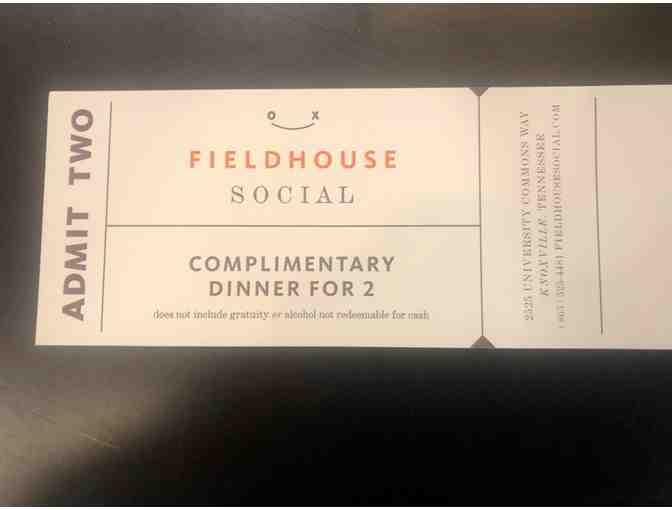 ADMIT TWO
O X
FIELDHOUSE
SOCIAL
COMPLIMENTARY
DINNER FOR 2
does not include gratuity or alcohol not redeemable for cash
2525 UNIVERSITY COMMONS WAY
KNOXVILLE, TENNESSEE
FIELDHOUSESOCIAL.COM